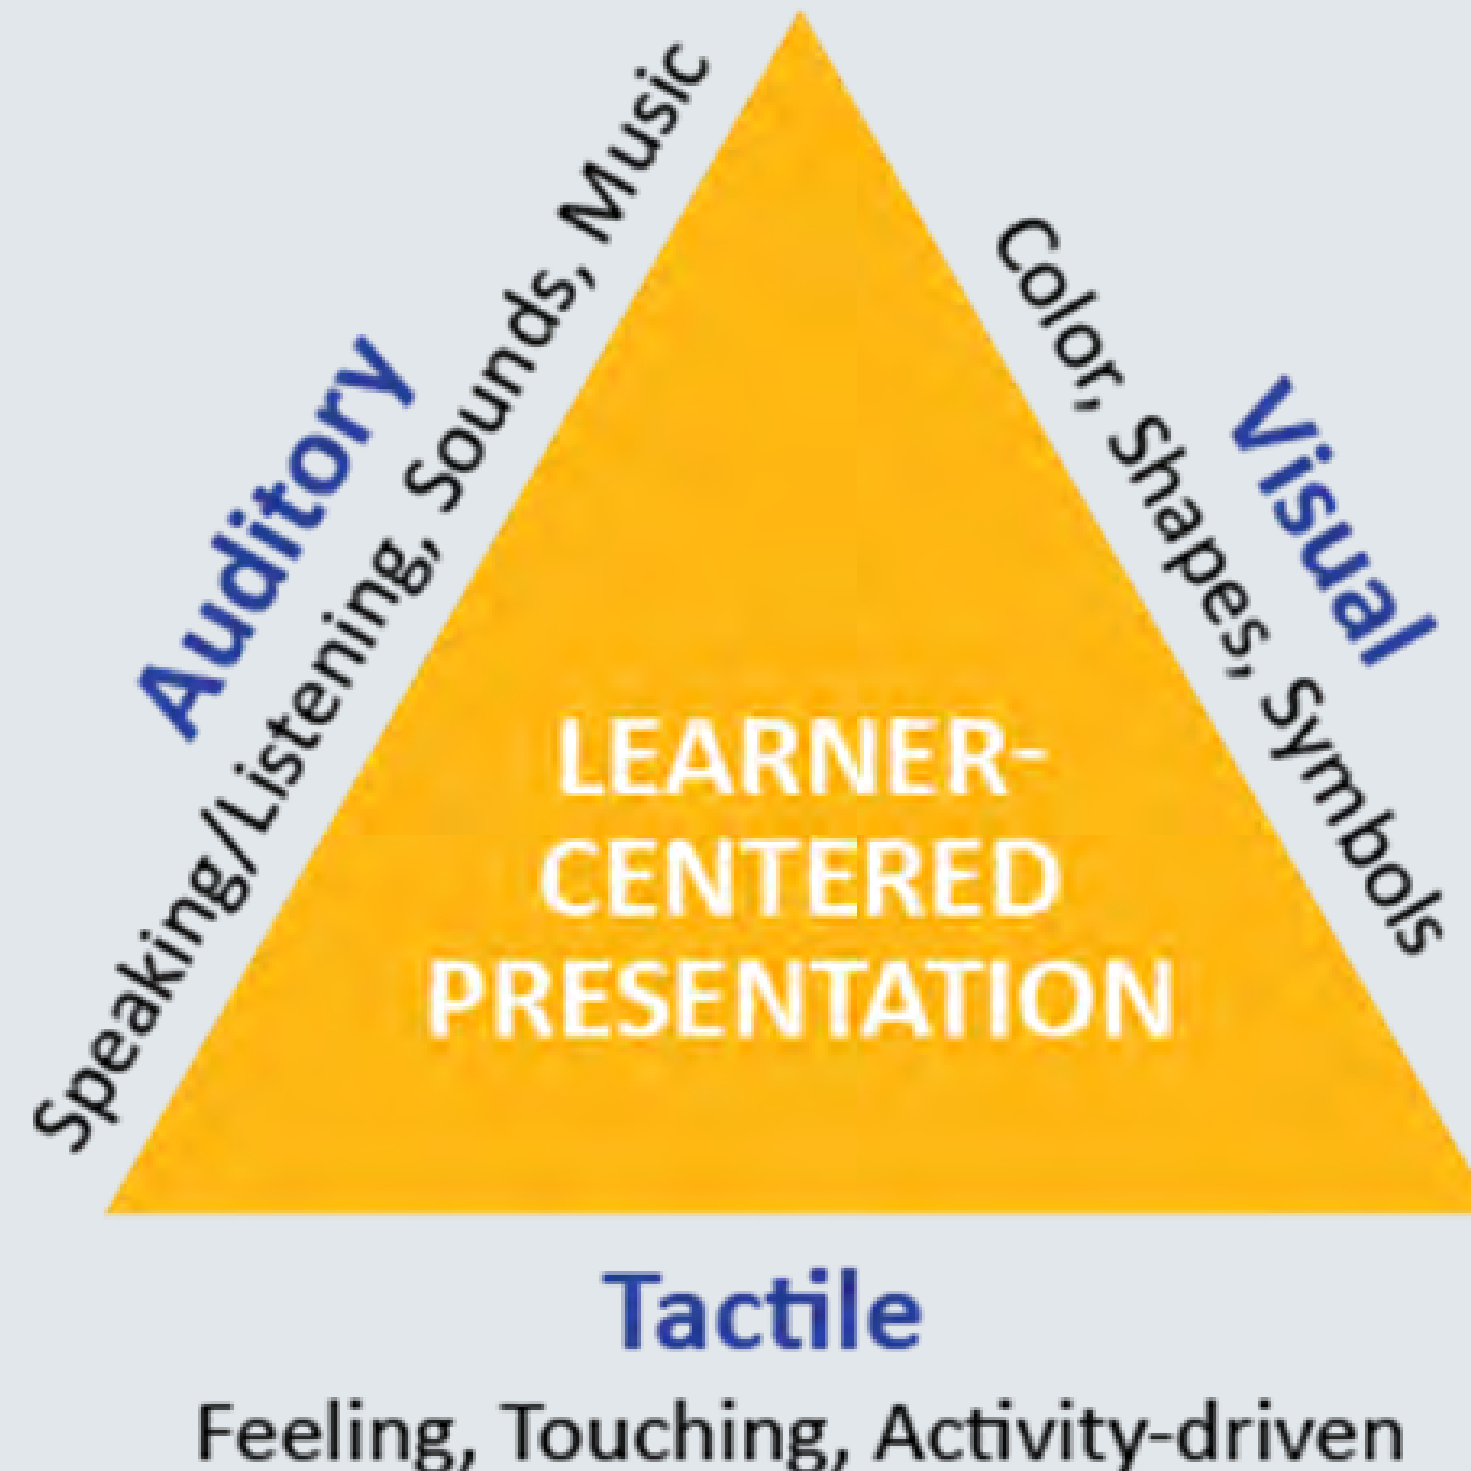 Auditory
Speaking/Listening, Sounds, Music
Visual
Color, Shapes, Symbols
LEARNER-
CENTERED
PRESENTATION
Tactile
Feeling, Touching, Activity-driven